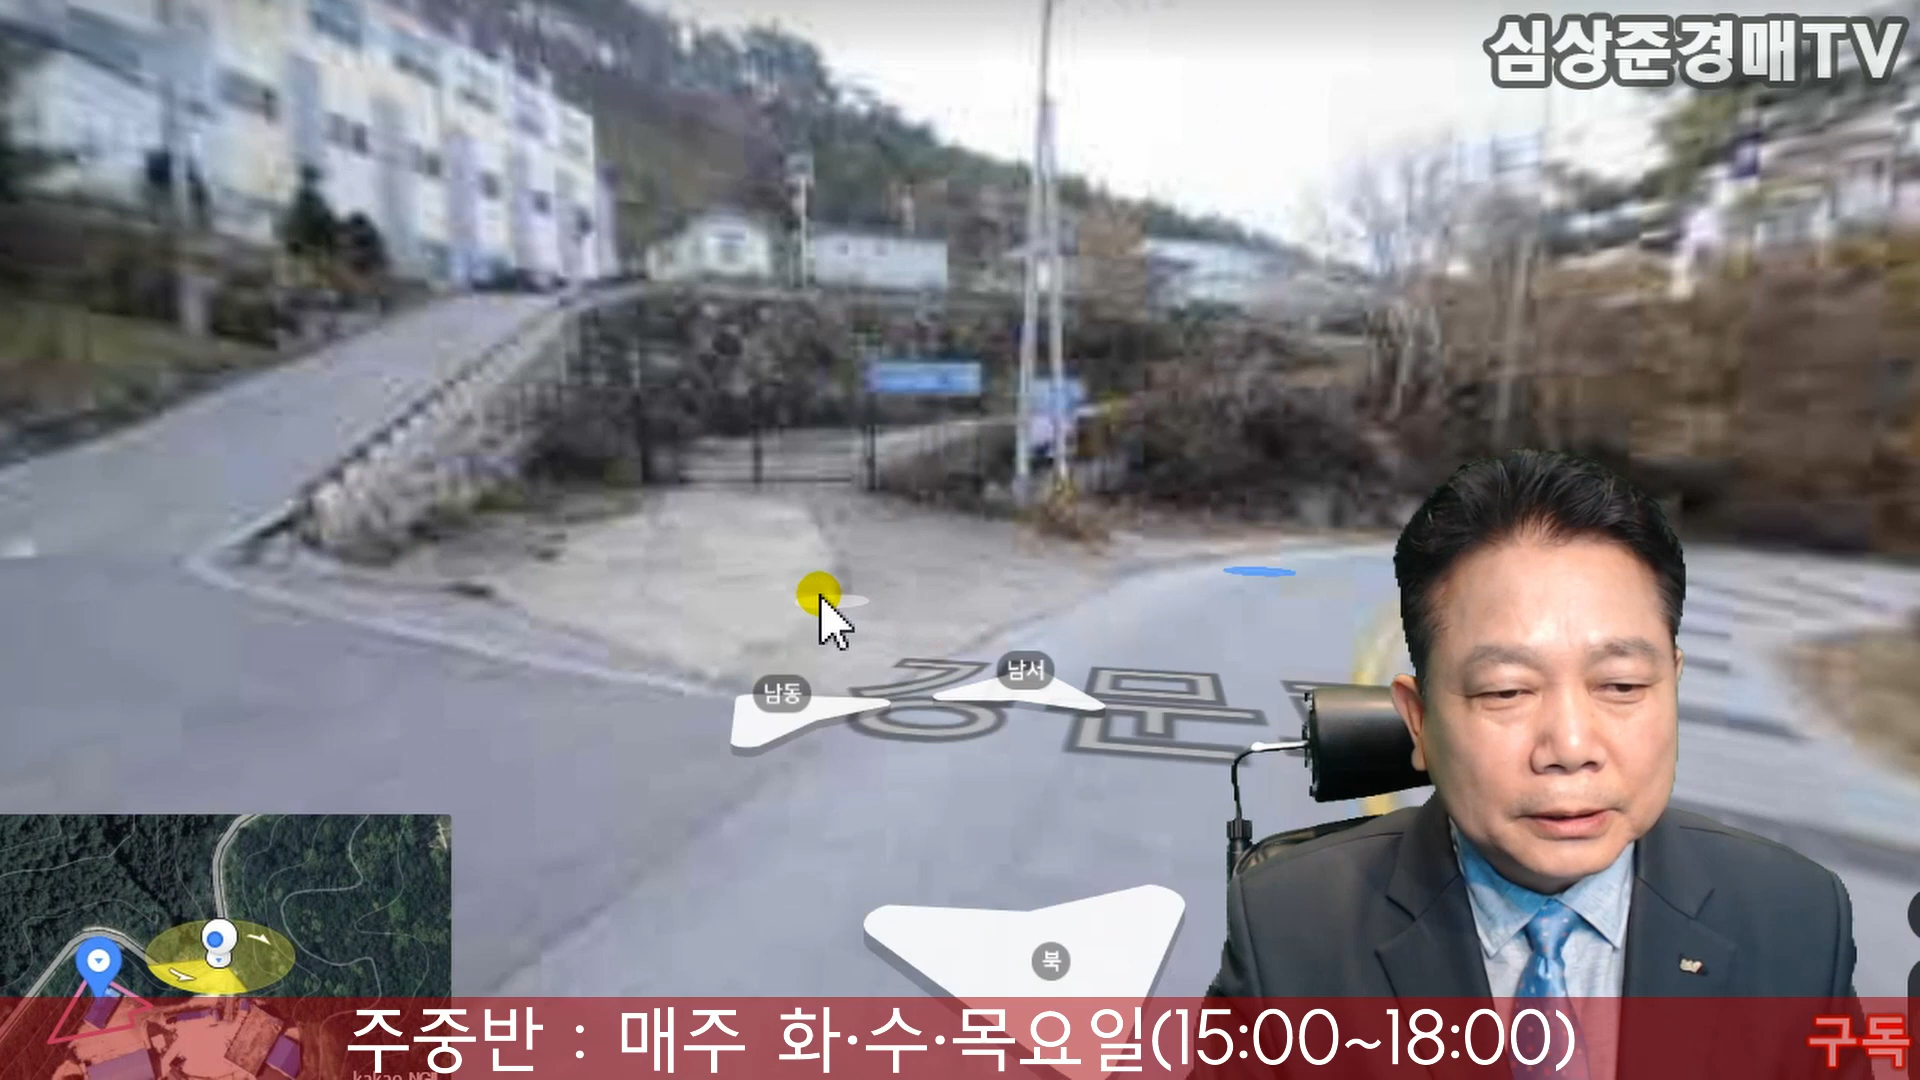 심상준경매TV
남동
남서
북
주중반 : 매주 화·수·목요일(15:00~18:00)
구독